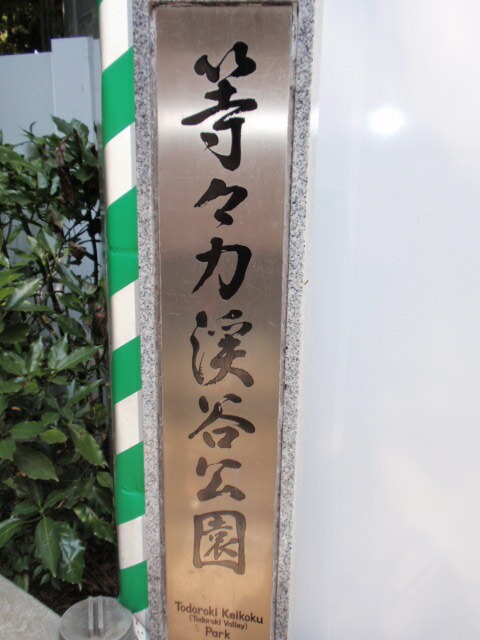 等々力渓谷公園
Todoroki Keikoku
(Todoroki Valley)
Park